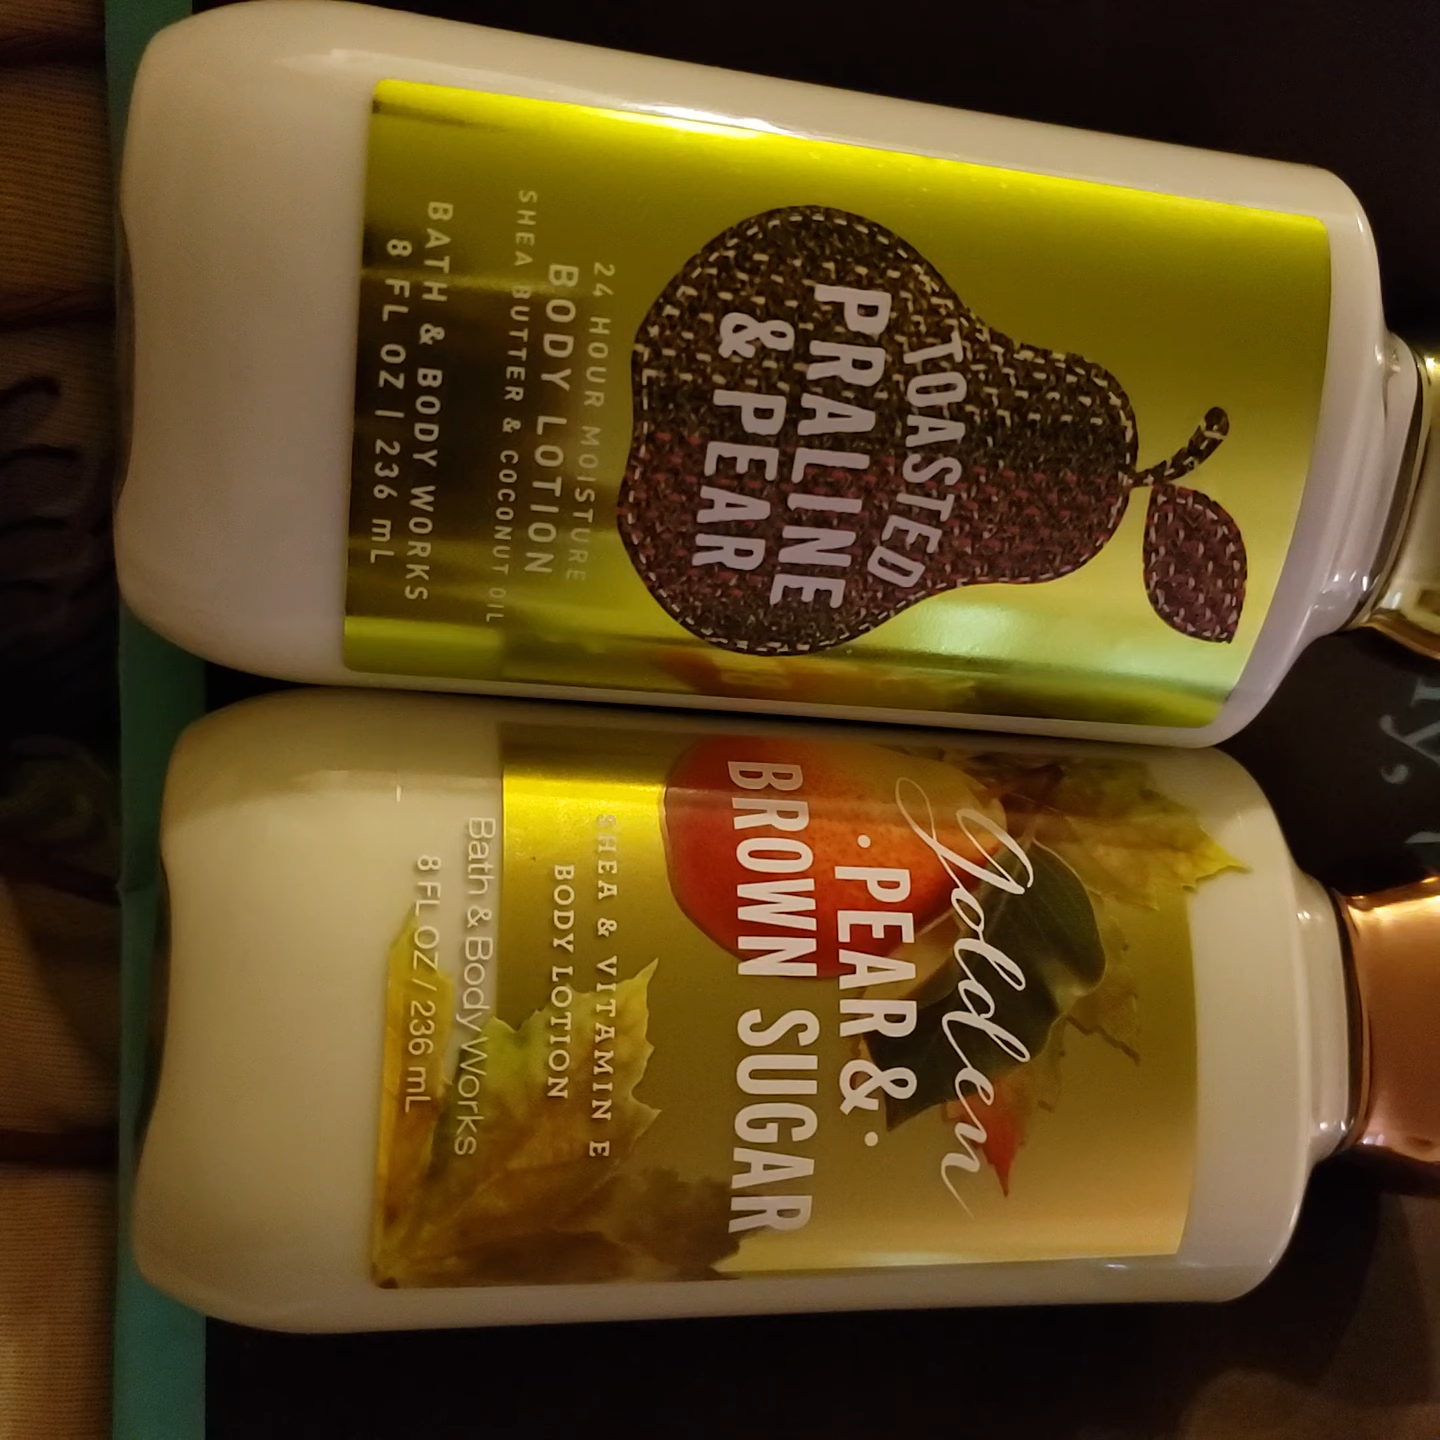 TOASTED
PRALINE
& PEAR
24 HOUR MOISTURE
BODY LOTION
SHEA BUTTER & COCONUT OIL
BATH & BODY WORKS
8 FL OZ | 236 mL
Golden
·PEAR &·
BROWN SUGAR
SHEA & VITAMIN E
BODY LOTION
Bath & Body Works
8 FL OZ / 236 mL